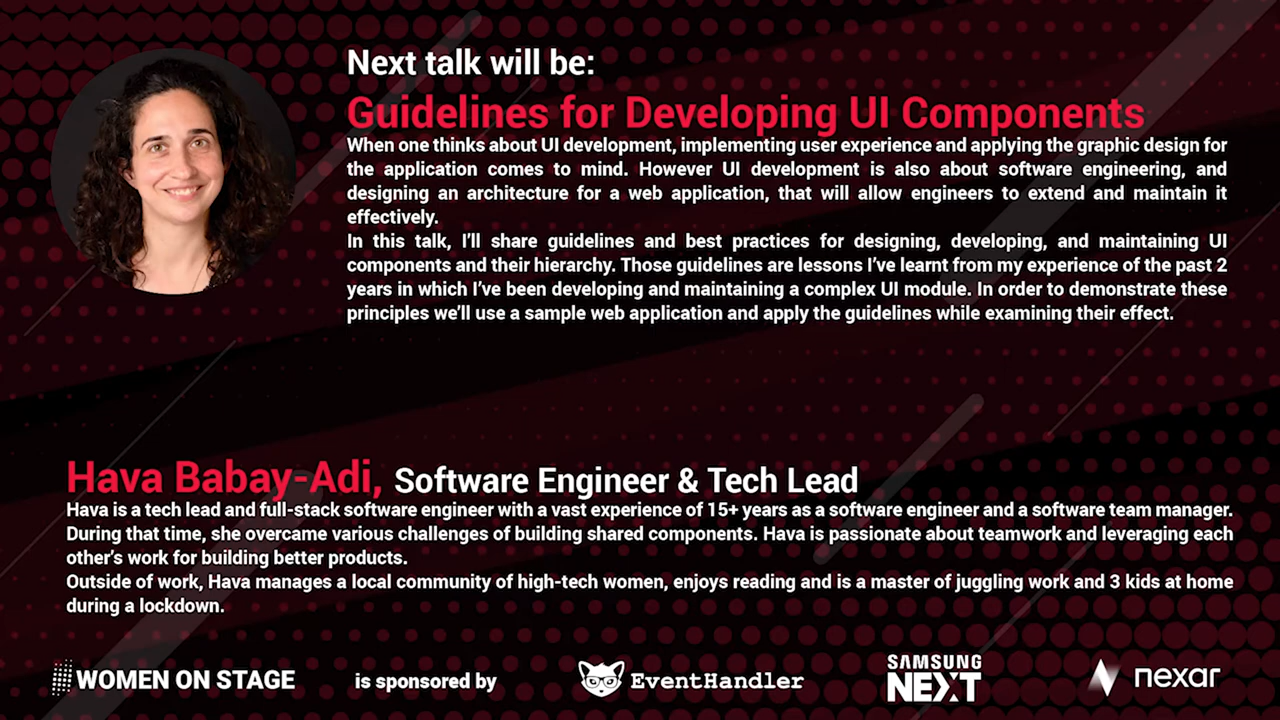 Next talk will be:
Guidelines for Developing UI Components
When one thinks about UI development, implementing user experience and applying the graphic design for
the application comes to mind. However UI development is also about software engineering, and
designing an architecture for a web application, that will allow engineers to extend and maintain it
effectively.
In this talk, I'll share guidelines and best practices for designing, developing, and maintaining UI
components and their hierarchy. Those guidelines are lessons I've learnt from my experience of the past 2
years in which I've been developing and maintaining a complex UI module. In order to demonstrate these
principles we'll use a sample web application and apply the guidelines while examining their effect.
Hava Babay-Adi, Software Engineer & Tech Lead
Hava is a tech lead and full-stack software engineer with a vast experience of 15+ years as a software engineer and a software team manager.
During that time, she overcame various challenges of building shared components. Hava is passionate about teamwork and leveraging each
other's work for building better products.
Outside of work, Hava manages a local community of high-tech women, enjoys reading and is a master of juggling work and 3 kids at home
during a lockdown.
#WOMEN ON STAGE is sponsored by EventHandler SAMSUNG NEXT nexar